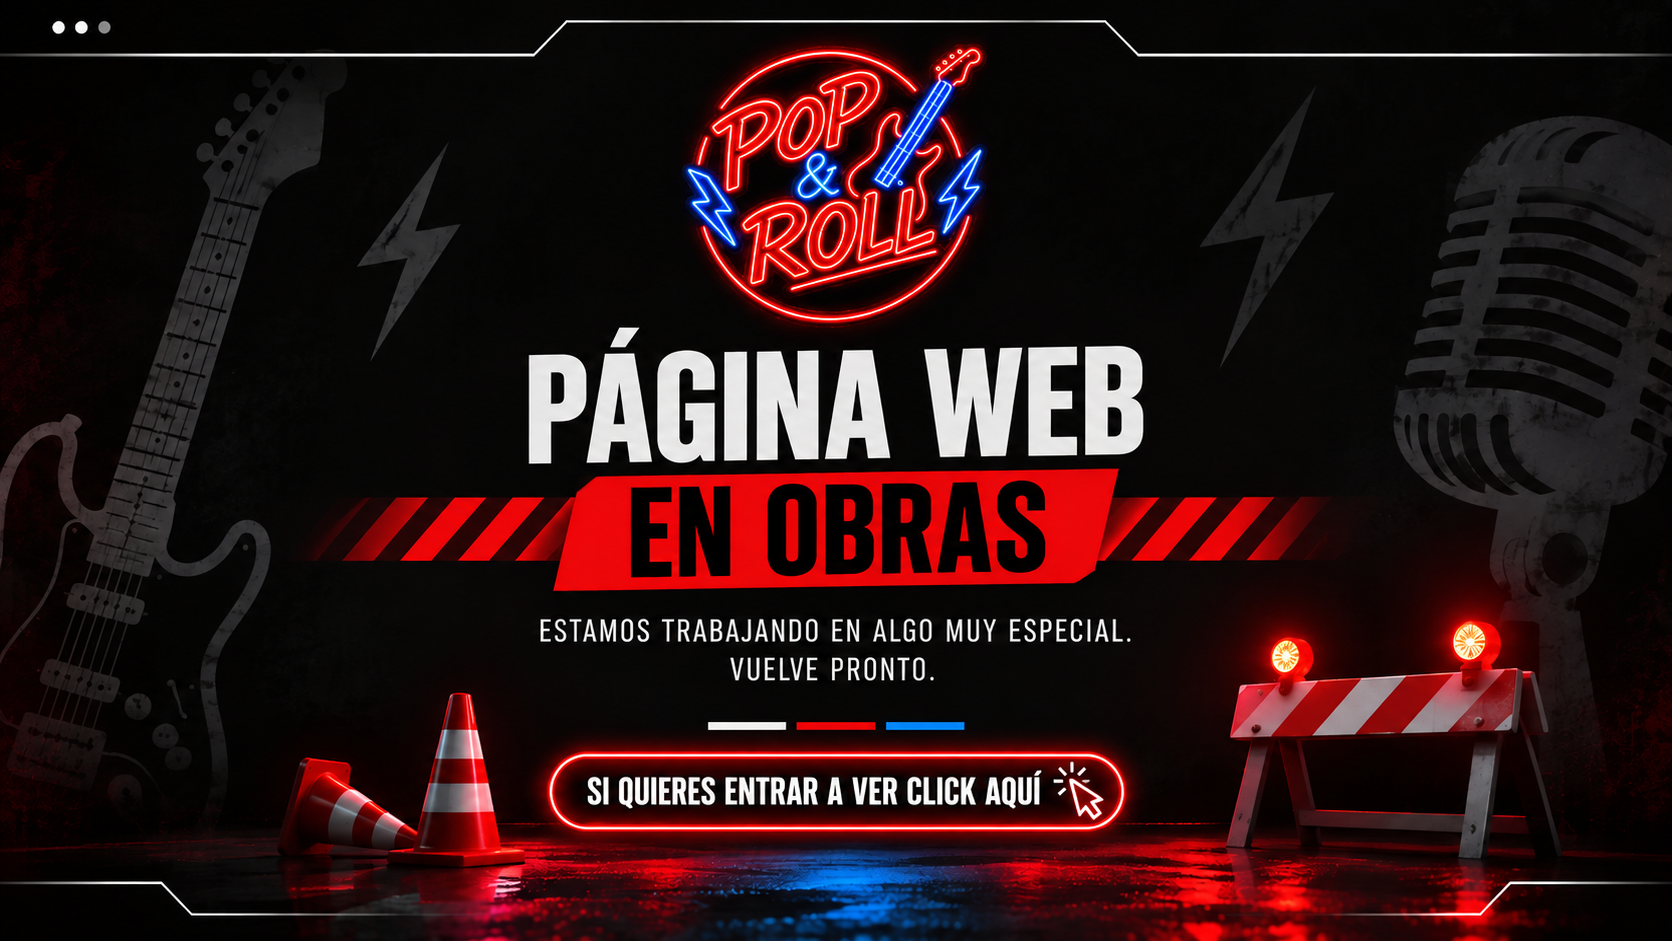 POP
&
ROLL
PÁGINA WEB
EN OBRAS
ESTAMOS TRABAJANDO EN ALGO MUY ESPECIAL.
VUELVE PRONTO.
SI QUIERES ENTRAR A VER CLICK AQUÍ